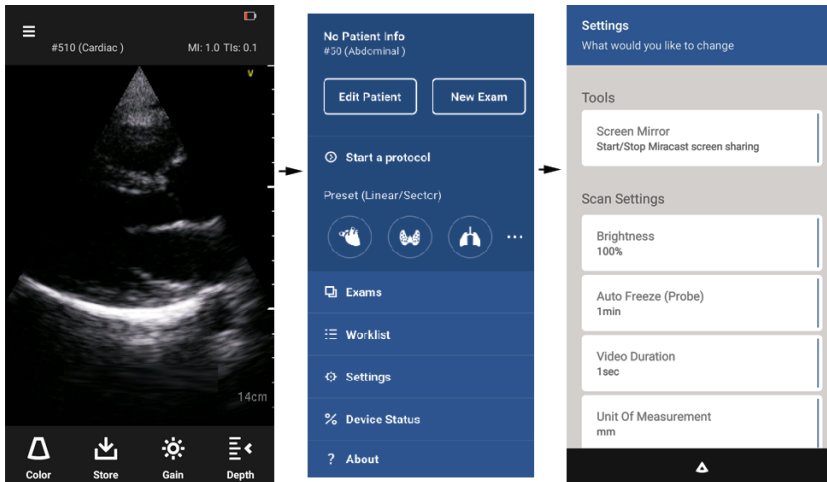 #510 (Cardiac )
MI: 1.0 TIs: 0.1
V
14cm
Color
Store
Gain
Depth
No Patient Info
#50 (Abdominal )
Edit Patient
New Exam
Start a protocol
Preset (Linear/Sector)
Exams
Worklist
Settings
Device Status
? About
Settings
What would you like to change
Tools
Screen Mirror
Start/Stop Miracast screen sharing
Scan Settings
Brightness
100%
Auto Freeze (Probe)
1min
Video Duration
1sec
Unit Of Measurement
mm